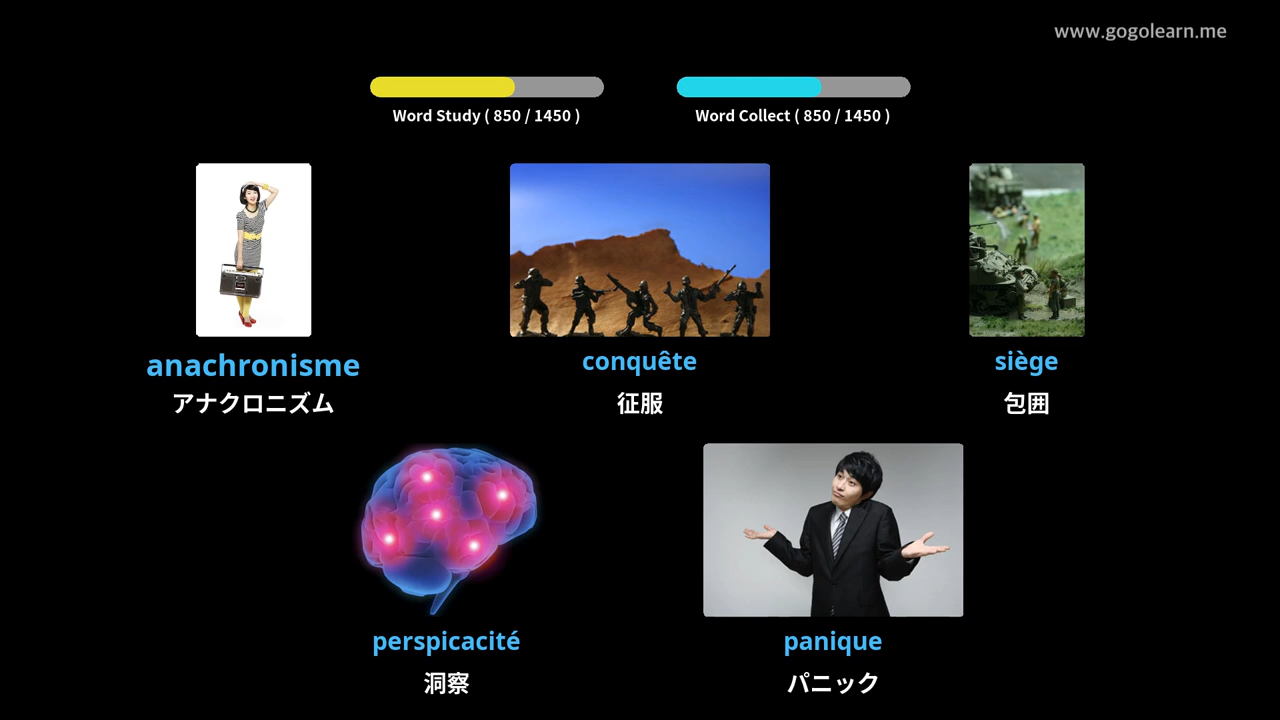 www.gogolearn.me
Word Study ( 850 / 1450 )
Word Collect ( 850 / 1450 )
anachronisme
アナクロニズム
conquête
征服
siège
包囲
perspicacité
洞察
panique
パニック